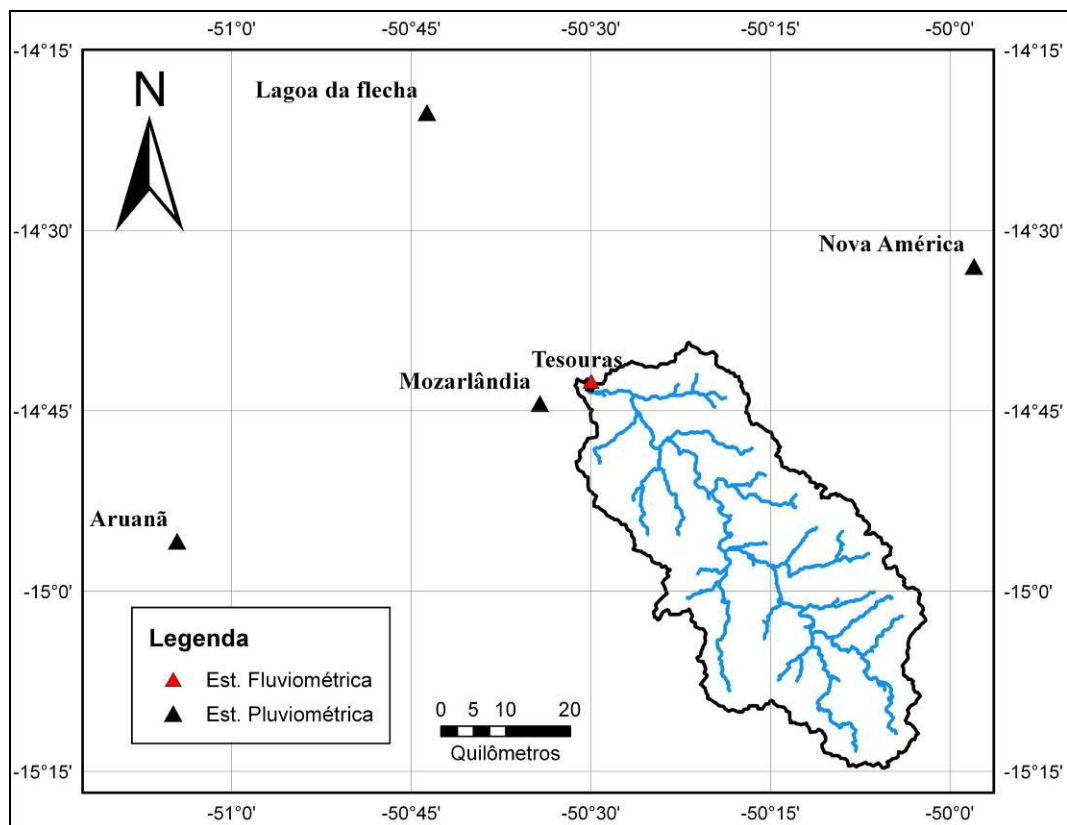 -51°0'
-50°45'
-50°30'
-50°15'
-50°0'
-14°15'
-14°15'
N
Lagoa da flecha
-14°30'
-14°30'
Nova América
Tesouras
Mozarlândia
-14°45'
-14°45'
Aruanã
-15°0'
-15°0'
Legenda
Est. Fluviométrica
Est. Pluviométrica
0 5 10 20
Quilômetros
-15°15'
-15°15'
-51°0'
-50°45'
-50°30'
-50°15'
-50°0'